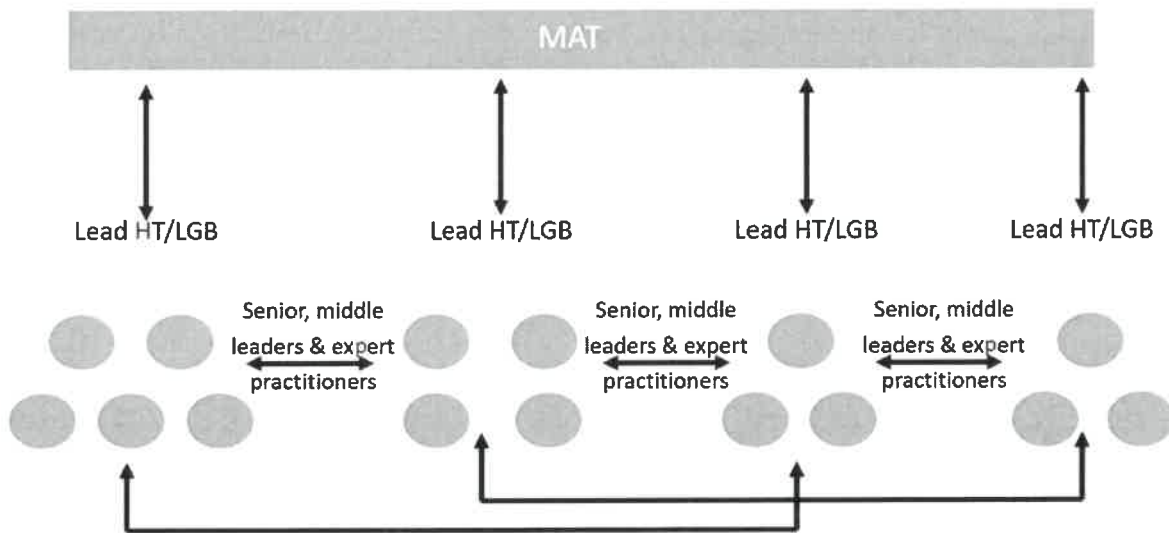 MAT
Lead HT/LGB
Lead HT/LGB
Lead HT/LGB
Lead HT/LGB
Senior, middle
leaders & expert
practitioners
Senior, middle
leaders & expert
practitioners
Senior, middle
leaders & expert
practitioners